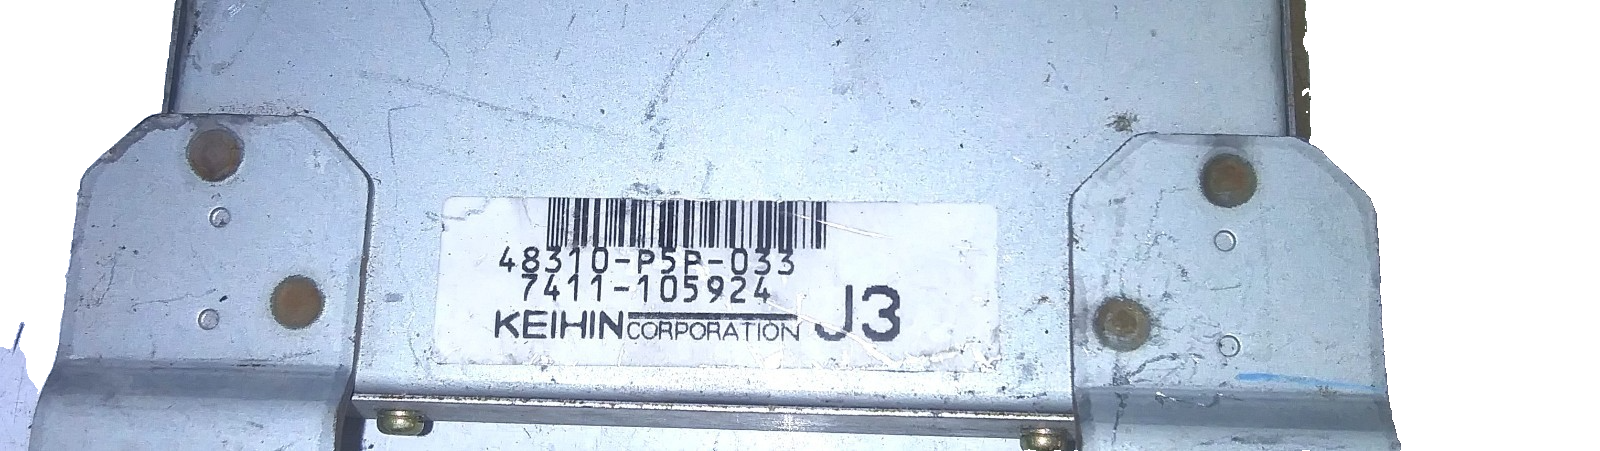 48310-P5P-033
7411-105924
KEIHIN CORPORATION J3